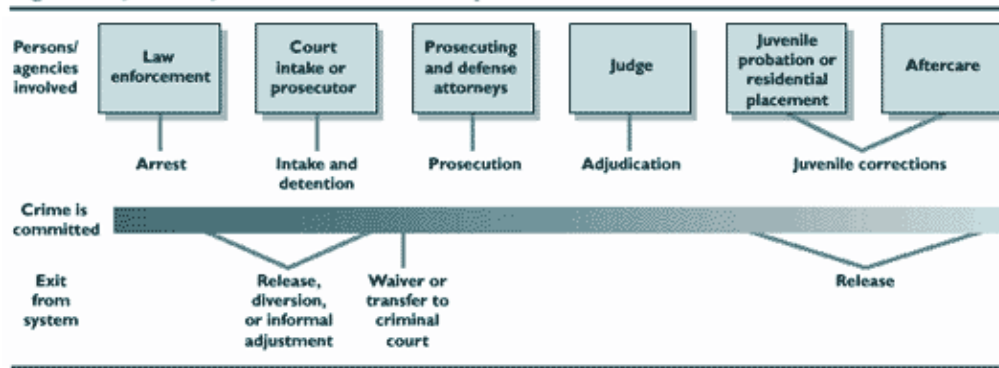 Persons/
agencies
involved
Law
enforcement
Court
intake or
prosecutor
Prosecuting
and defense
attorneys
Judge
Juvenile
probation or
residential
placement
Aftercare
Arrest
Intake and
detention
Prosecution
Adjudication
Juvenile corrections
Crime is
committed
Exit
from
system
Release,
diversion,
or informal
adjustment
Waiver or
transfer to
criminal
court
Release